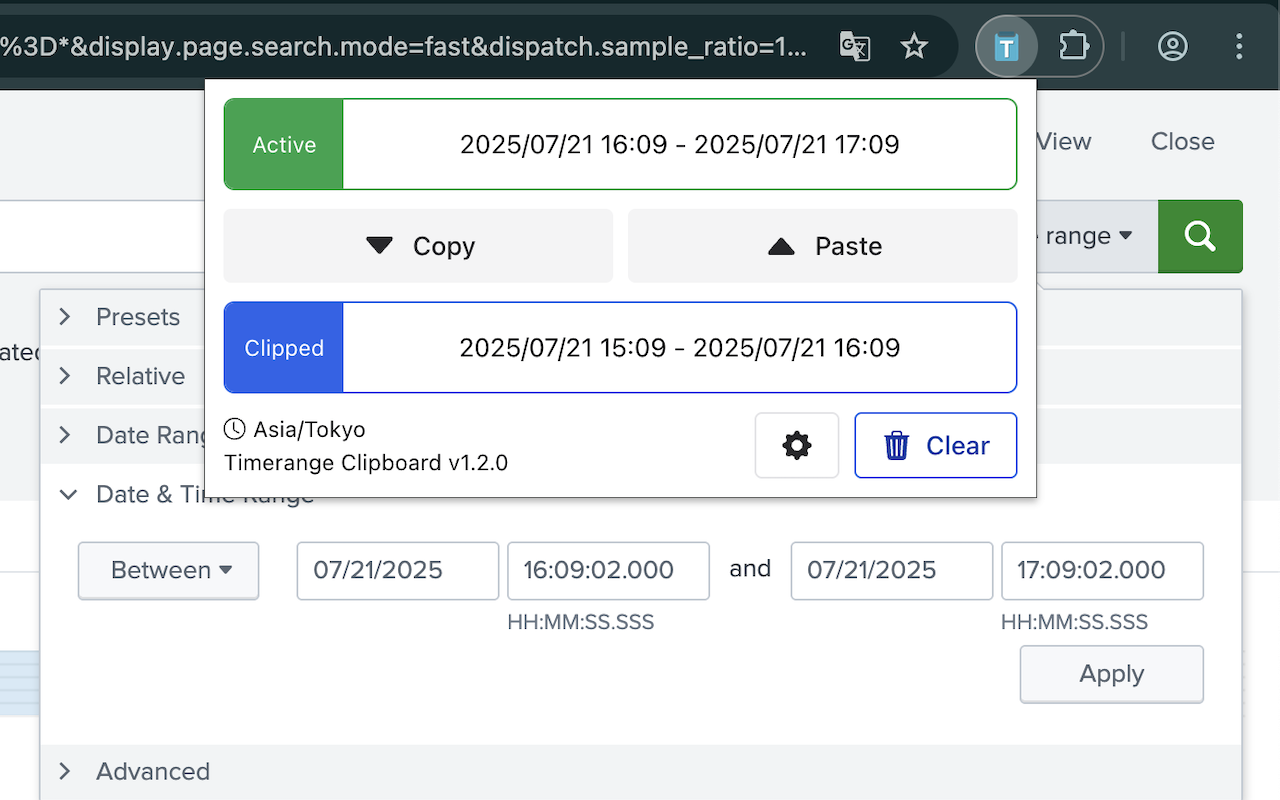 %3D*&display.page.search.mode=fast&dispatch.sample_ratio=1...
Active
2025/07/21 16:09 - 2025/07/21 17:09
View
Close
Copy
Paste
range
Clipped
2025/07/21 15:09 - 2025/07/21 16:09
Asia/Tokyo
Timerange Clipboard v1.2.0
Clear
Presets
Relative
Date Rang
Date & Time Range
Between
07/21/2025
16:09:02.000
and
07/21/2025
17:09:02.000
HH:MM:SS.SSS
HH:MM:SS.SSS
Apply
Advanced